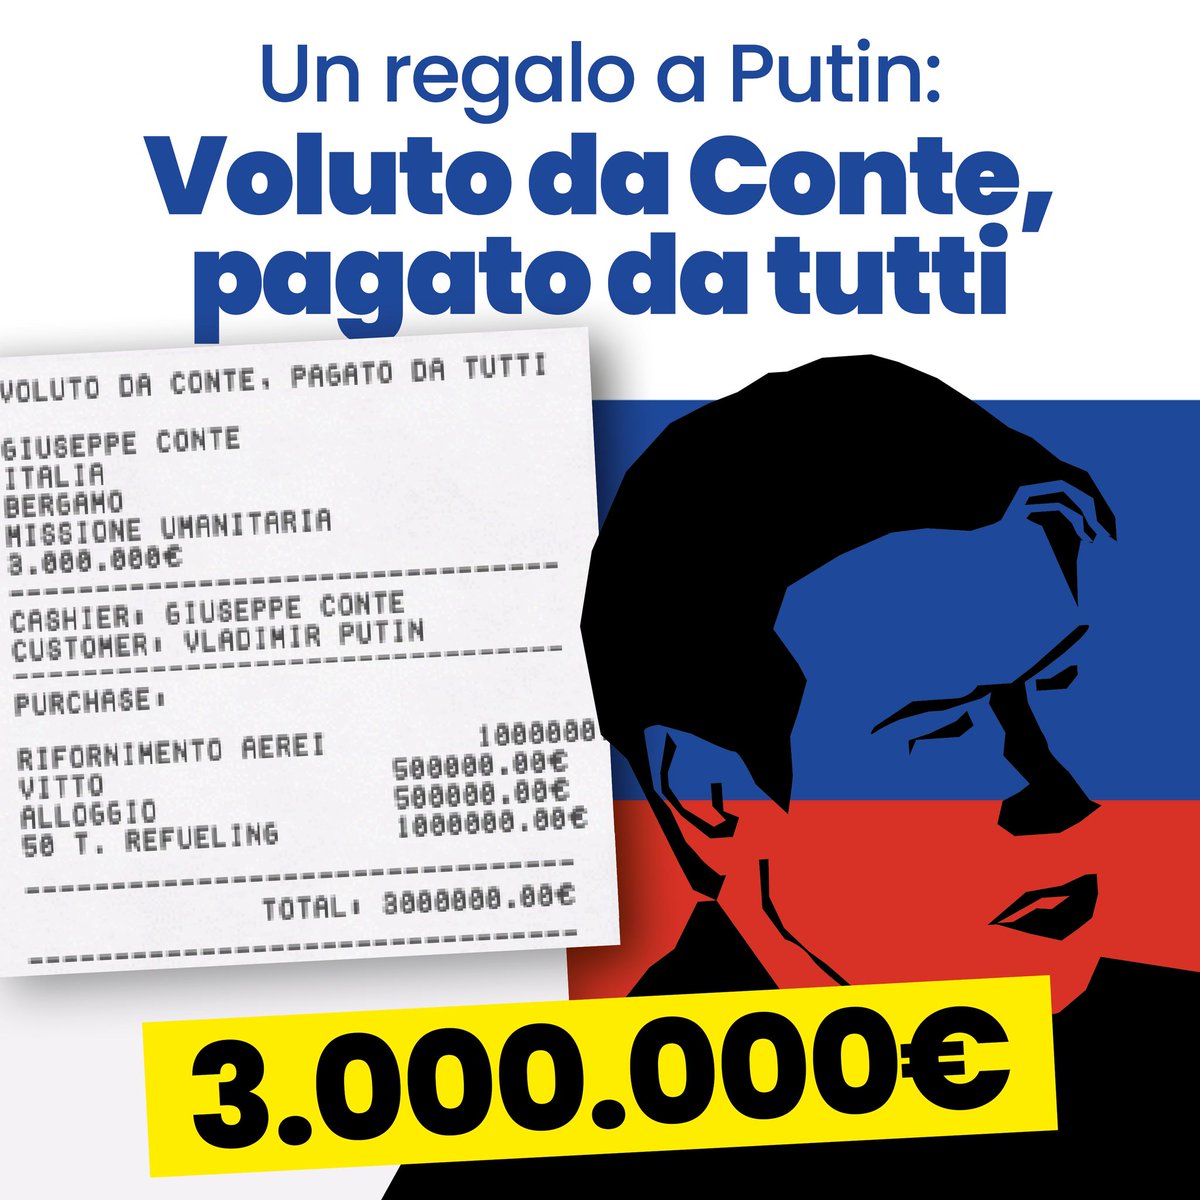 Un regalo a Putin:
Voluto da Conte,
pagato da tutti
VOLUTO DA CONTE, PAGATO DA TUTTI
GIUSEPPE CONTE
ITALIA
BERGAMO
MISSIONE UMANITARIA
3.000.000€
CASHIER: GIUSEPPE CONTE
CUSTOMER: VLADIMIR PUTIN
PURCHASE:
RIFORNIMENTO AEREI 1000000
VITTO 500000.00€
ALLOGGIO 500000.00€
50 T. REFUELING 1000000.00€
TOTAL: 3000000.00€
3.000.000€